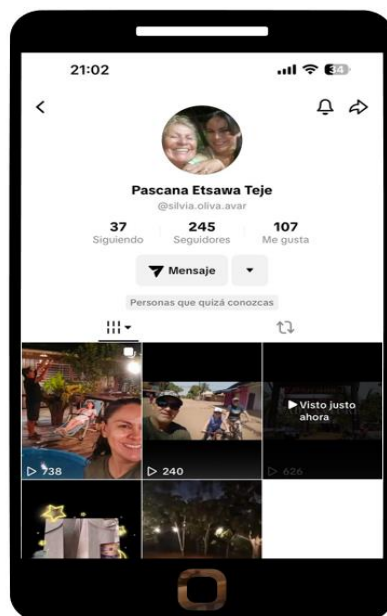 21:02
34
Pascana Etsawa Teje
@silvia.oliva.avar
37 245 107
Siguiendo Seguidores Me gusta
Mensaje
Personas que quizá conozcas
Visto justo
ahora
738 240 626